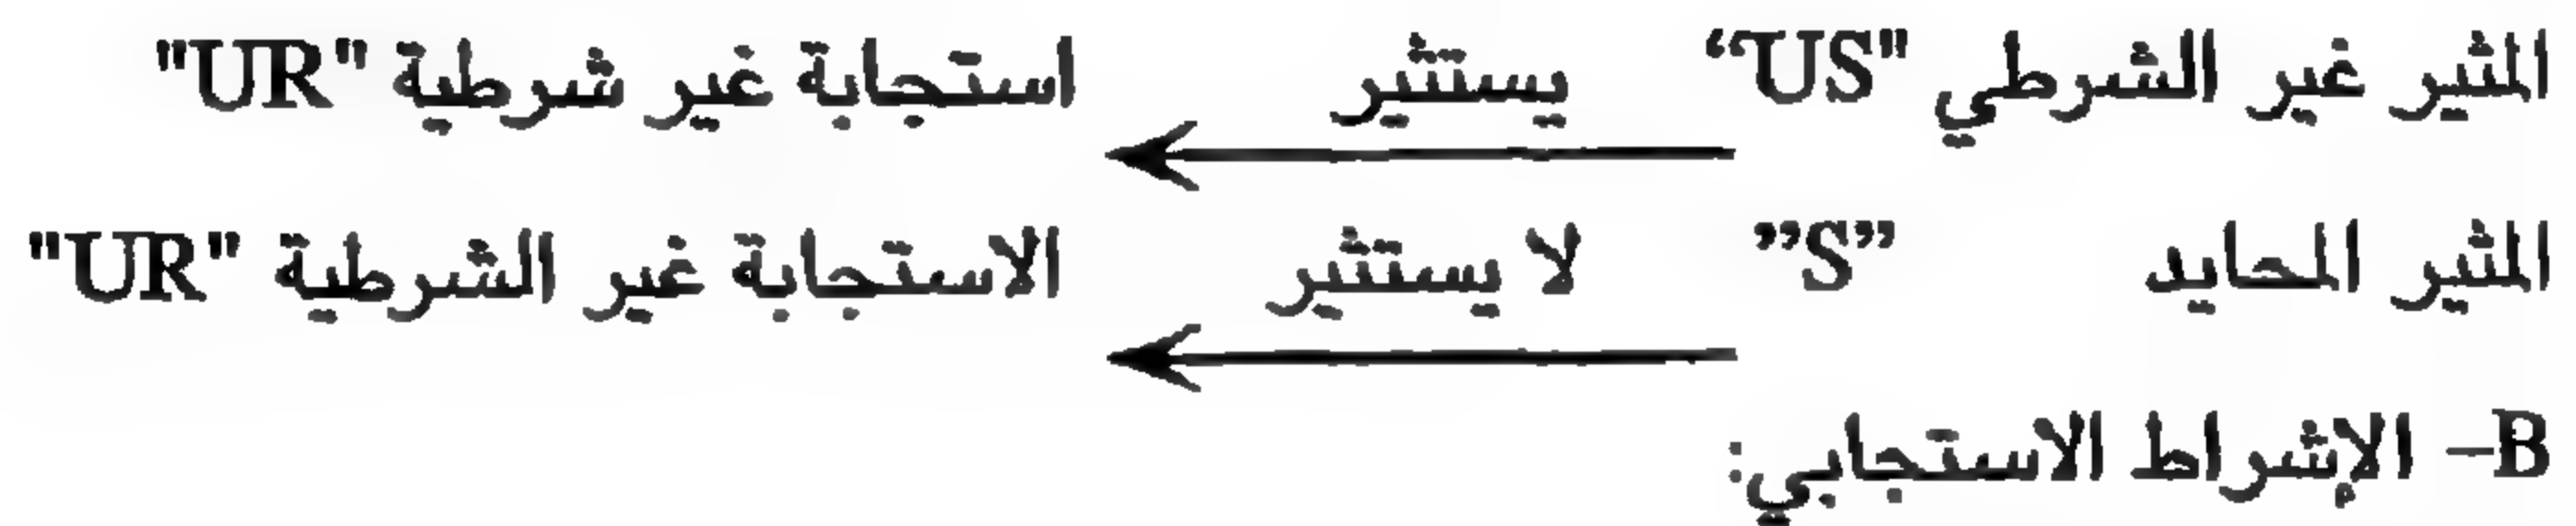 المثير غير الشرطي "US“ يستثير استجابة غير شرطية "UR"
المثير المحايد ”S” لا يستثير الاستجابة غير الشرطية "UR"
B– الإشراط الاستجابي: